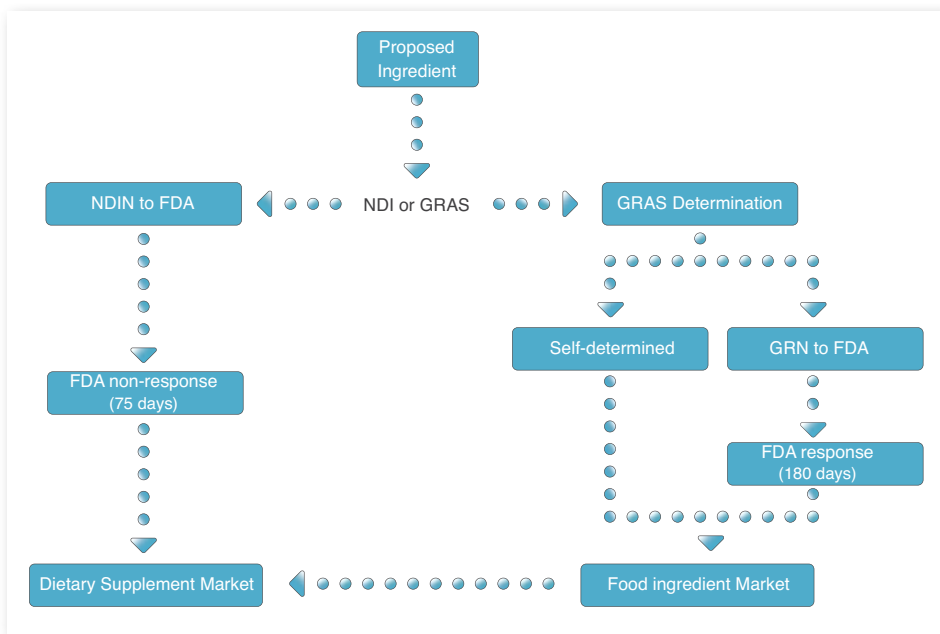 Proposed
Ingredient
NDIN to FDA
NDI or GRAS
GRAS Determination
Self-determined
GRN to FDA
FDA non-response
(75 days)
FDA response
(180 days)
Dietary Supplement Market
Food ingredient Market